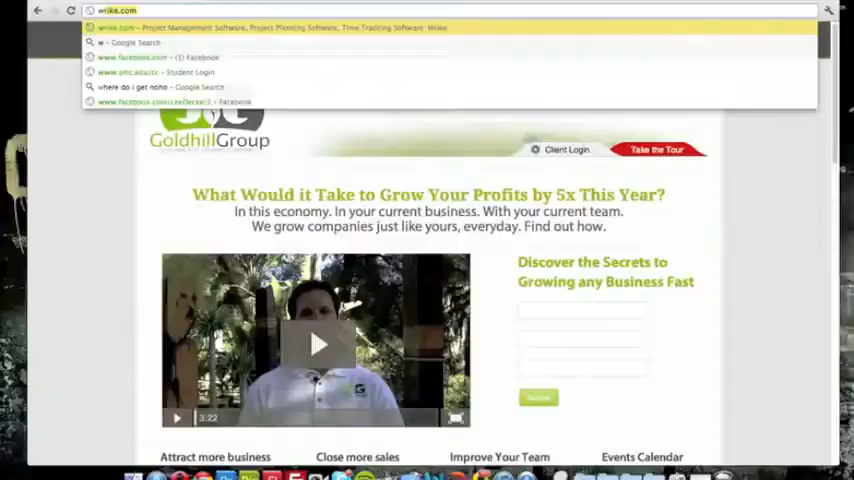 wrike.com
wrike.com - Project Management Software, Project Planning Software, Time Tracking Software: Wrike
w - Google Search
www.facebook.com - (1) Facebook
www.smc.edu/cc - Student Login
where do i get noho - Google Search
- Facebook
GoldhillGroup
Client Login
Take the Tour
What Would it Take to Grow Your Profits by 5x This Year?
In this economy. In your current business. With your current team.
We grow companies just like yours, everyday. Find out how.
Discover the Secrets to
Growing any Business Fast
3:22
Attract more business
Close more sales
Improve Your Team
Events Calendar